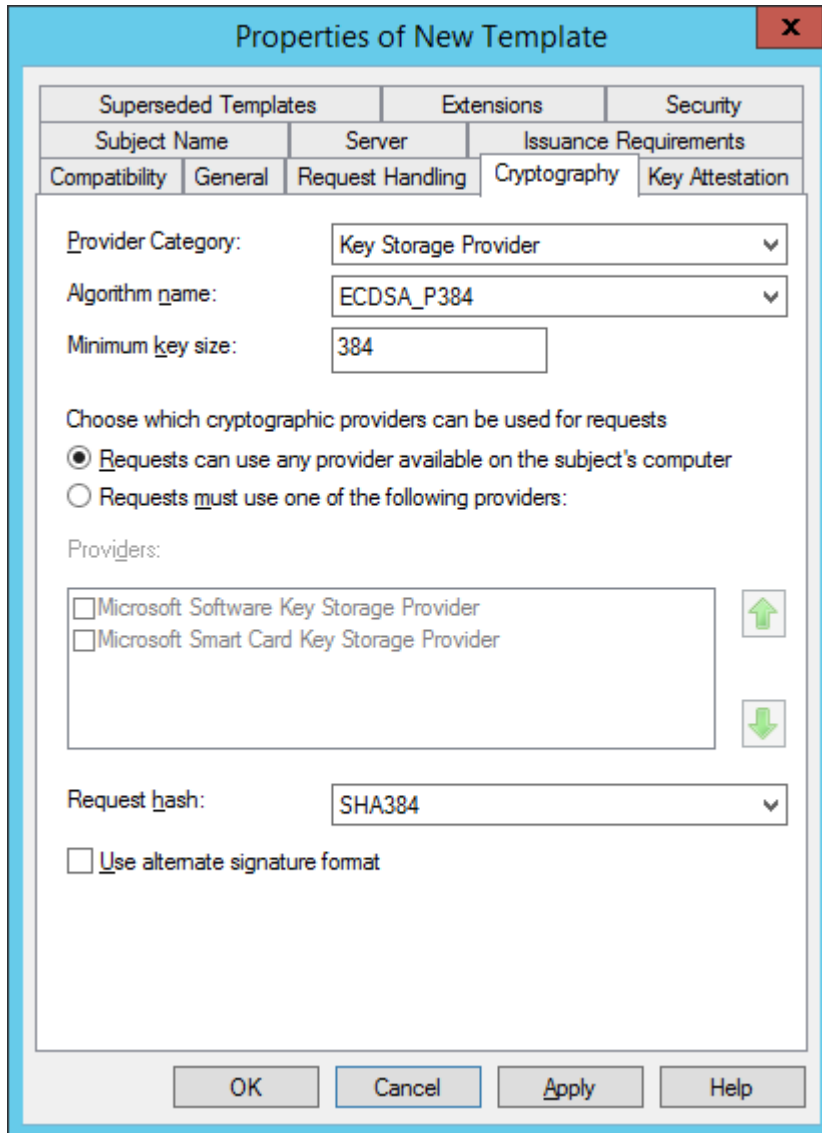 Properties of New Template
x
Superseded Templates Extensions Security
Subject Name Server Issuance Requirements
Compatibility General Request Handling Cryptography Key Attestation
Provider Category: Key Storage Provider
Algorithm name: ECDSA_P384
Minimum key size: 384
Choose which cryptographic providers can be used for requests
Requests can use any provider available on the subject's computer
Requests must use one of the following providers:
Providers:
Microsoft Software Key Storage Provider
Microsoft Smart Card Key Storage Provider
Request hash: SHA384
Use alternate signature format
OK Cancel Apply Help